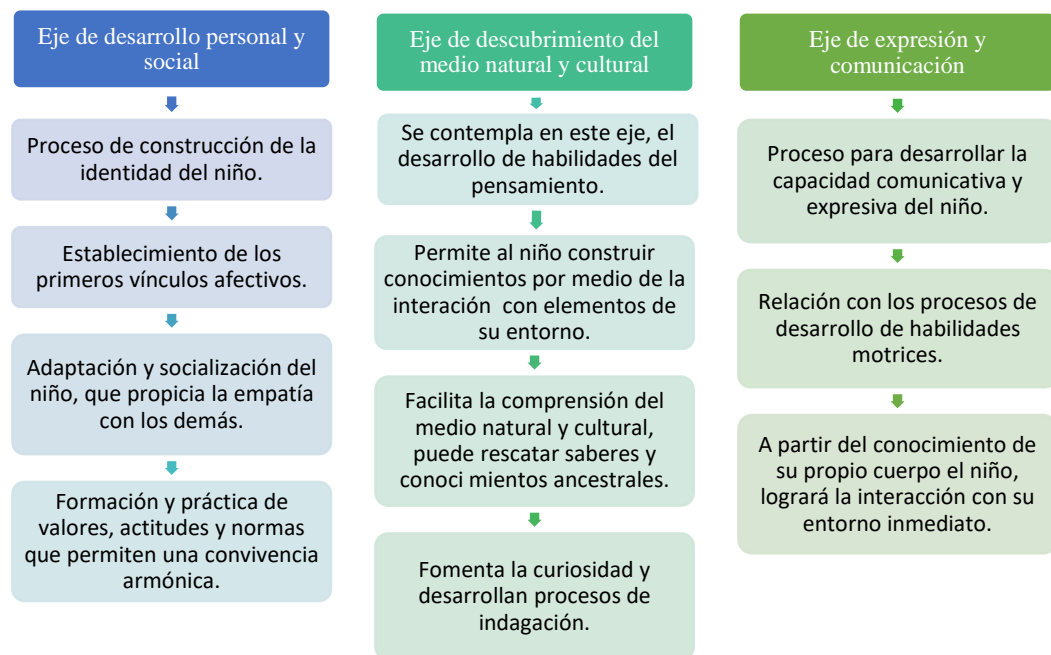 Eje de desarrollo personal y
social
Proceso de construcción de la
identidad del niño.
Establecimiento de los
primeros vínculos afectivos.
Adaptación y socialización del
niño, que propicia la empatía
con los demás.
Formación y práctica de
valores, actitudes y normas
que permiten una convivencia
armónica.
Eje de descubrimiento del
medio natural y cultural
Se contempla en este eje, el
desarrollo de habilidades del
pensamiento.
Permite al niño construir
conocimientos por medio de la
interación con elementos de
su entorno.
Facilita la comprensión del
medio natural y cultural,
puede rescatar saberes y
conoci mientos ancestrales.
Fomenta la curiosidad y
desarrollan procesos de
indagación.
Eje de expresión y
comunicación
Proceso para desarrollar la
capacidad comunicativa y
expresiva del niño.
Relación con los procesos de
desarrollo de habilidades
motrices.
A partir del conocimiento de
su propio cuerpo el niño,
logrará la interacción con su
entorno inmediato.